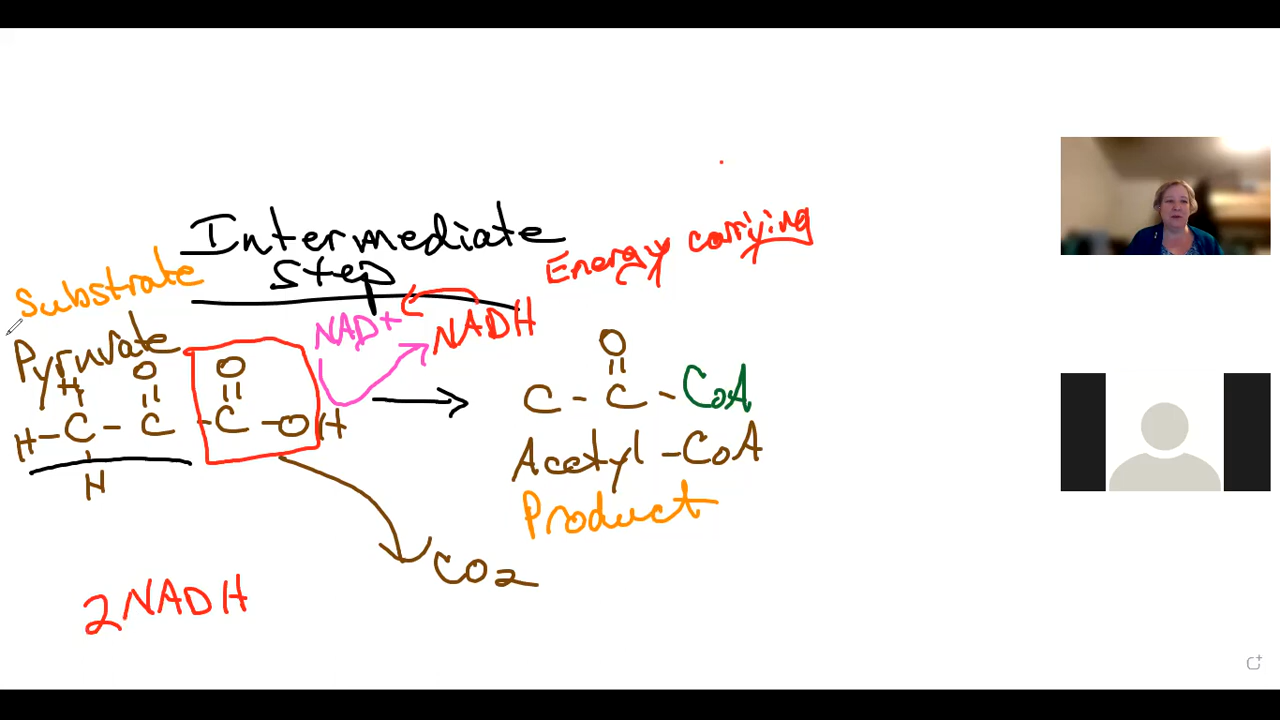 Intermediate
Step
Energy carrying
Substrate
NAD+
NADH
Pyruvate
O
O
O
H
||
||
||
H - C - C - C - OH
C - C - CoA
H
Acetyl - CoA
Product
CO2
2NADH